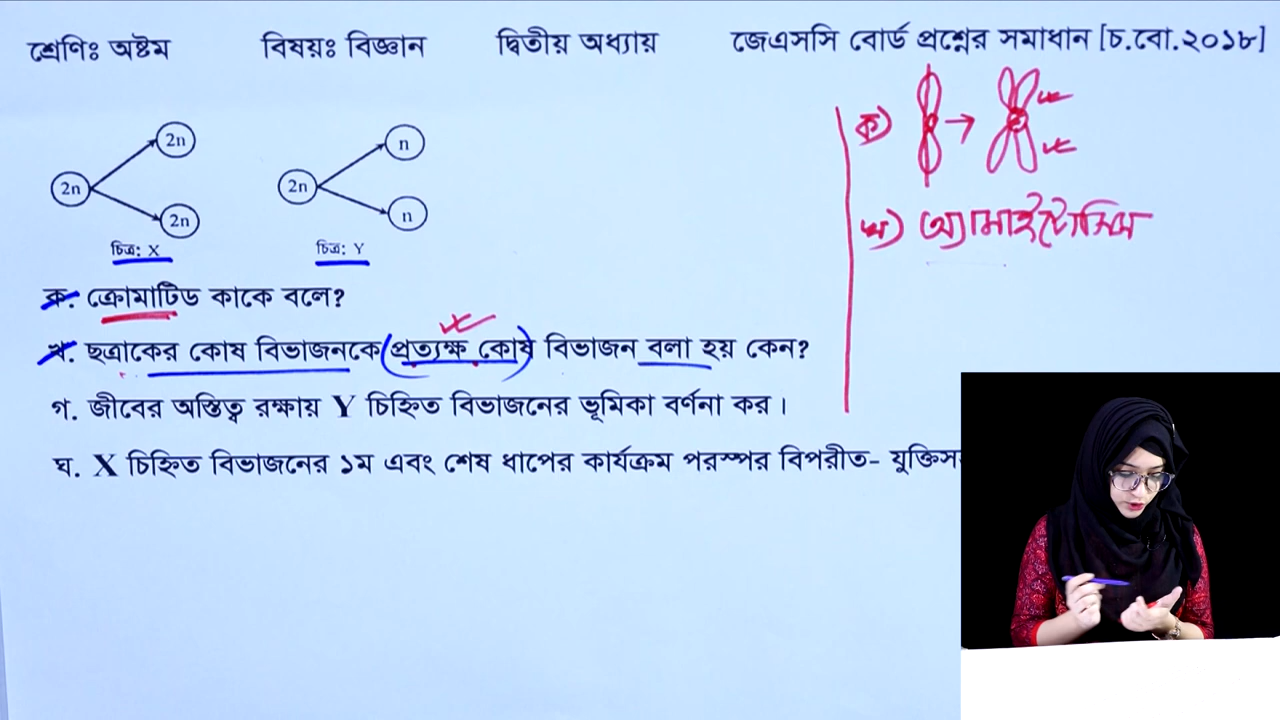 শ্রেণিঃ অষ্টম বিষয়ঃ বিজ্ঞান দ্বিতীয় অধ্যায় জেএসসি বোর্ড প্রশ্নের সমাধান [চ.বো.২০১৮]
2n 2n 2n
চিত্র: X
2n n n
চিত্র: Y
ক. ক্রোমাটিড কাকে বলে?
খ. ছত্রাকের কোষ বিভাজনকে (প্রত্যক্ষ কোষ) বিভাজন বলা হয় কেন?
গ. জীবের অস্তিত্ব রক্ষায় Y চিহ্নিত বিভাজনের ভূমিকা বর্ণনা কর।
ঘ. X চিহ্নিত বিভাজনের ১ম এবং শেষ ধাপের কার্যক্রম পরস্পর বিপরীত- যুক্তিস
ক)
খ) অ্যামাইটোসিস